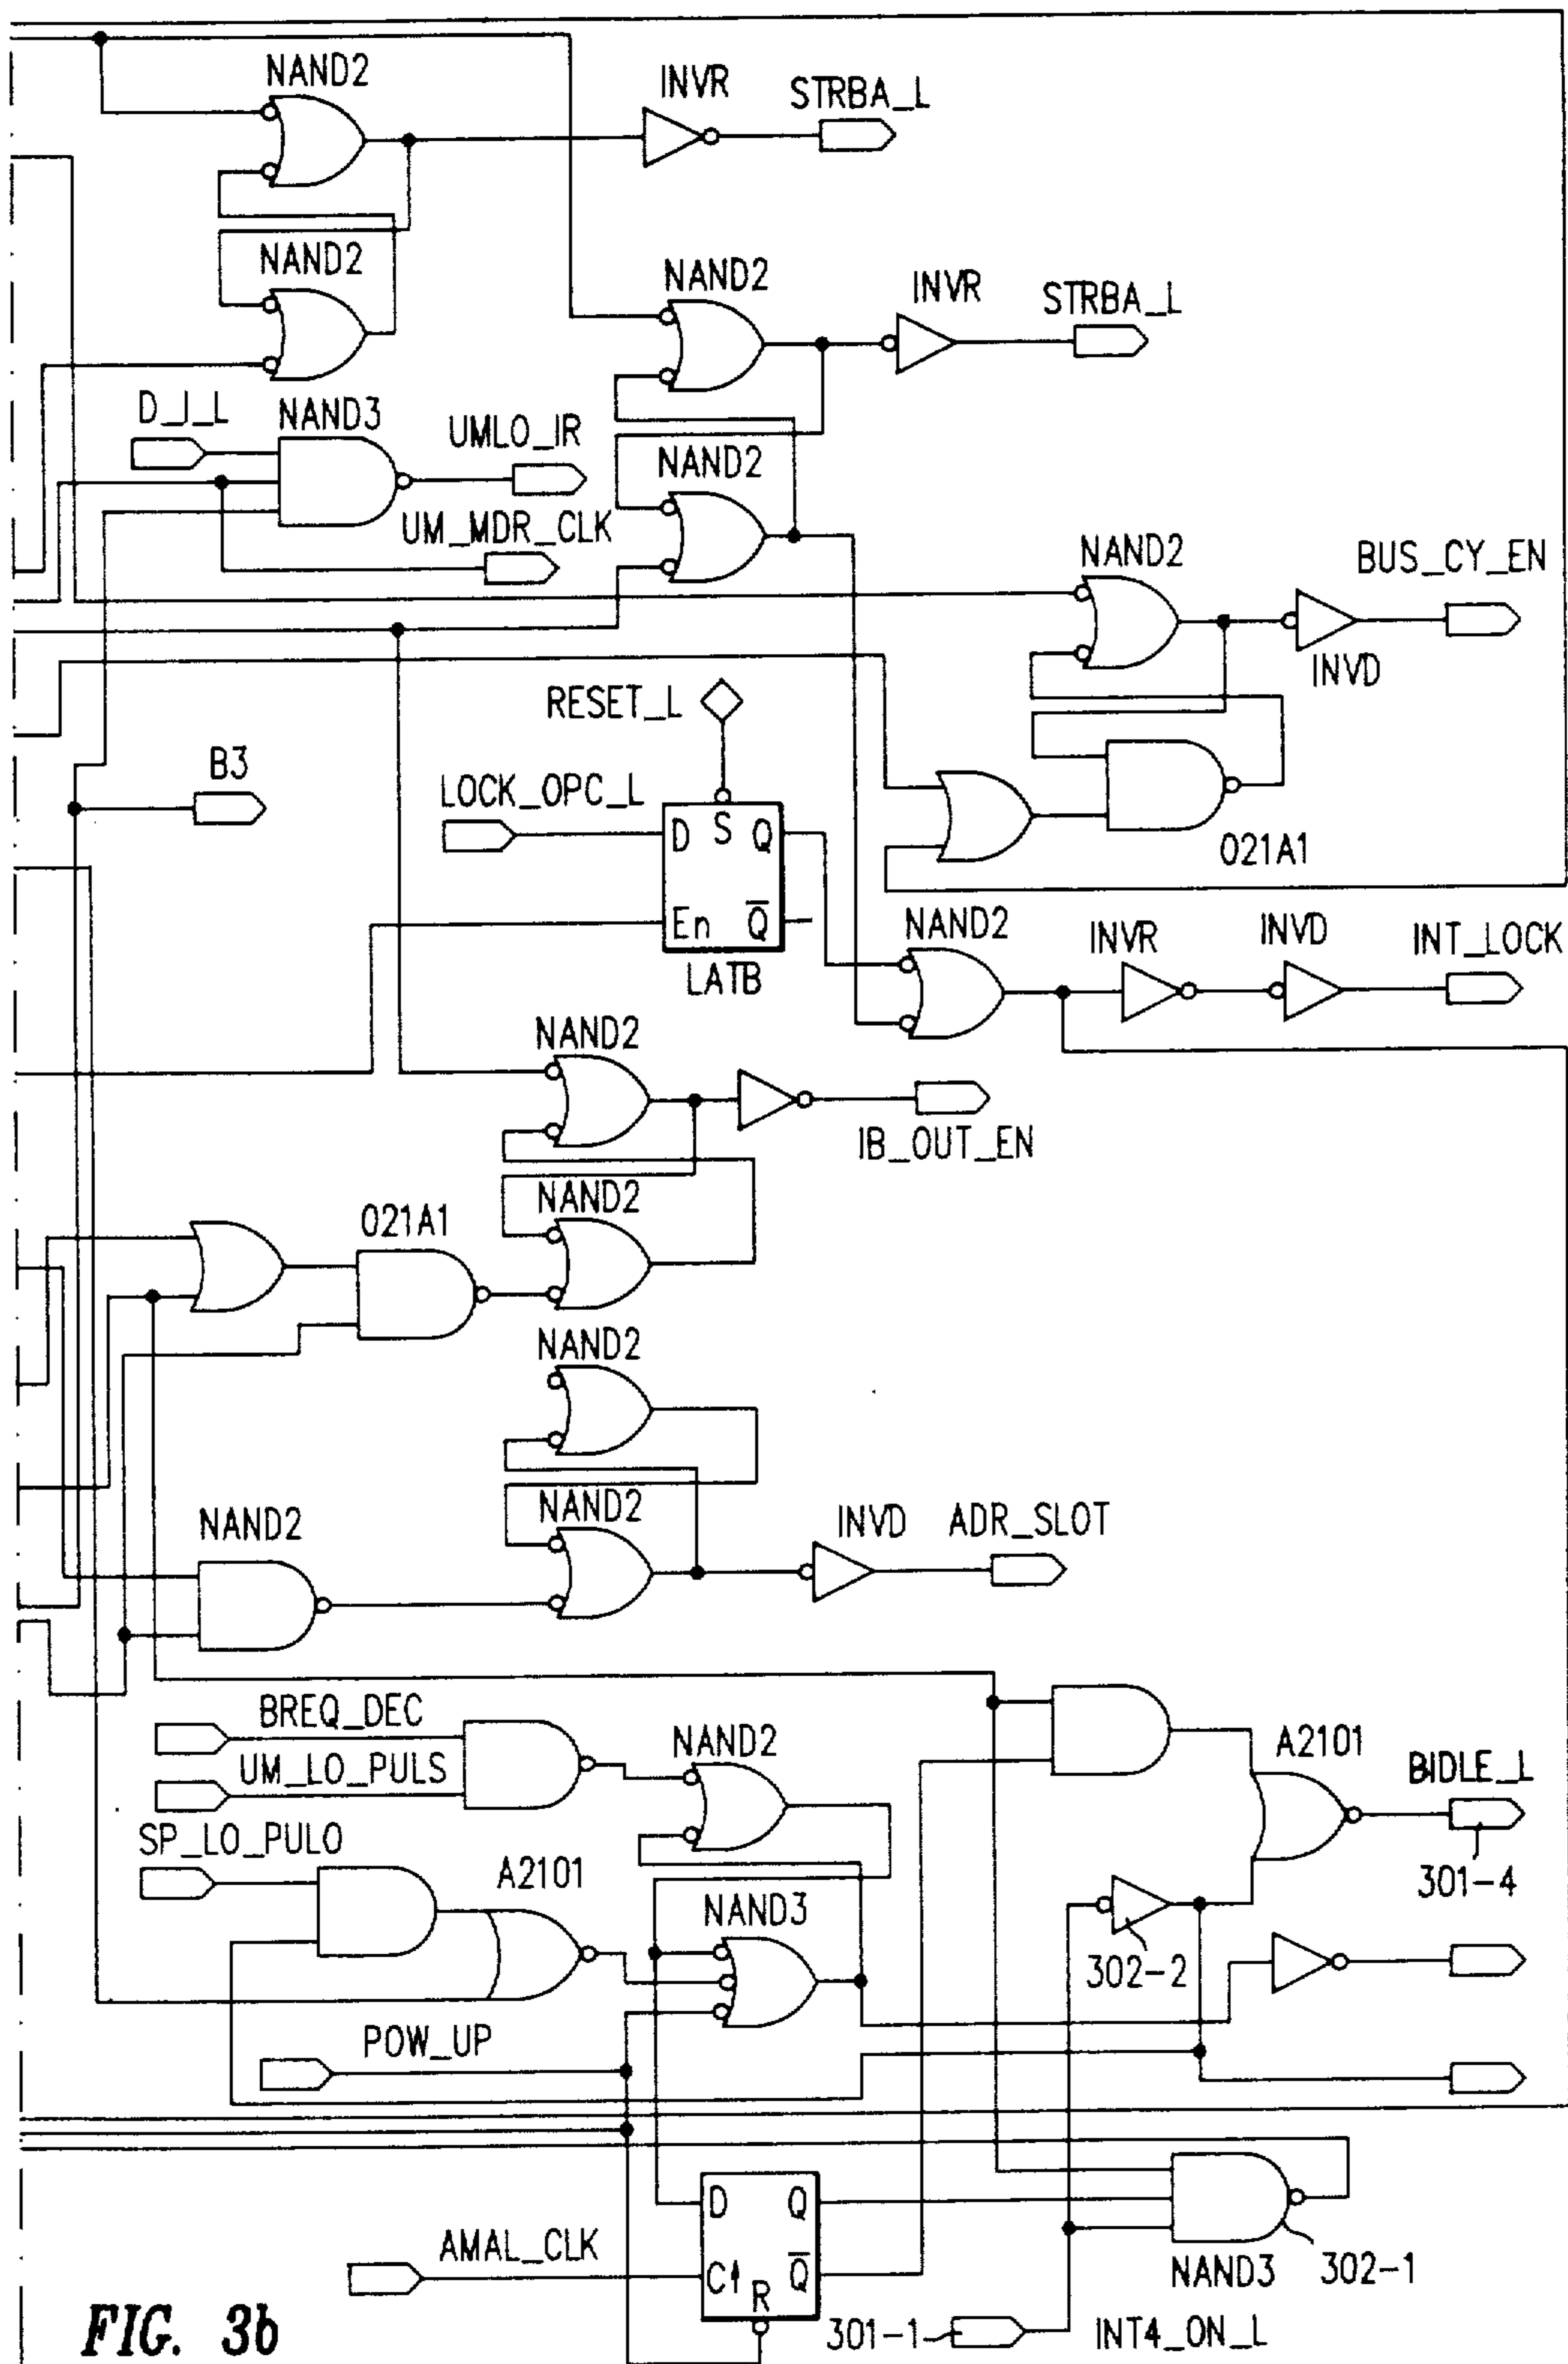 NAND2
INVR
STRBA_L
NAND2
NAND2
INVR
STRBA_L
D_I_L
NAND3
UMLO_IR
NAND2
UM_MDR_CLK
NAND2
BUS_CY_EN
INVD
RESET_L
B3
LOCK_OPC_L
D S Q
En Q̅
LATB
021A1
NAND2
INVR
INVD
INT_LOCK
NAND2
IB_OUT_EN
NAND2
021A1
NAND2
NAND2
NAND2
INVD
ADR_SLOT
BREQ_DEC
NAND2
UM_LO_PULS
A2101
BIDLE_L
SP_LO_PULO
A2101
301-4
NAND3
302-2
POW_UP
D Q
AMAL_CLK
C↑ R Q̅
NAND3
302-1
301-1
INT4_ON_L
FIG. 3b